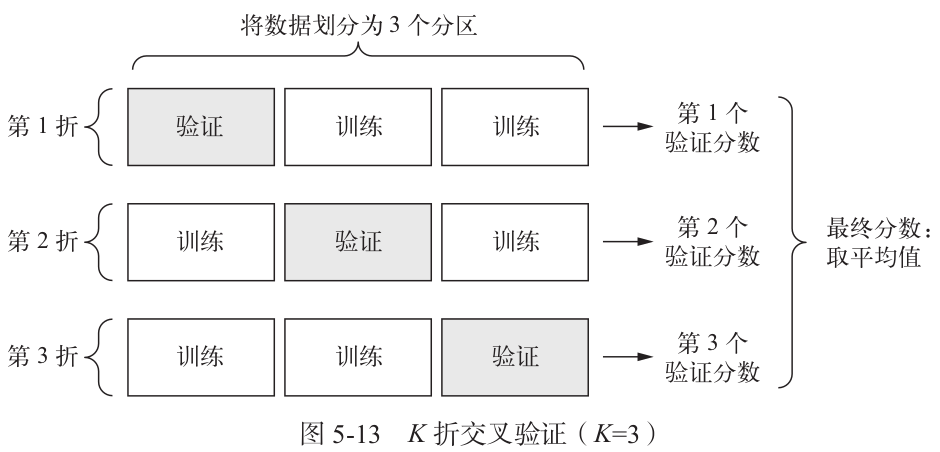 将数据划分为 3 个分区
第 1 折
验证
训练
训练
第 1 个
验证分数
第 2 折
训练
验证
训练
第 2 个
验证分数
第 3 折
训练
训练
验证
第 3 个
验证分数
最终分数：
取平均值
图 5-13 K 折交叉验证（K=3）